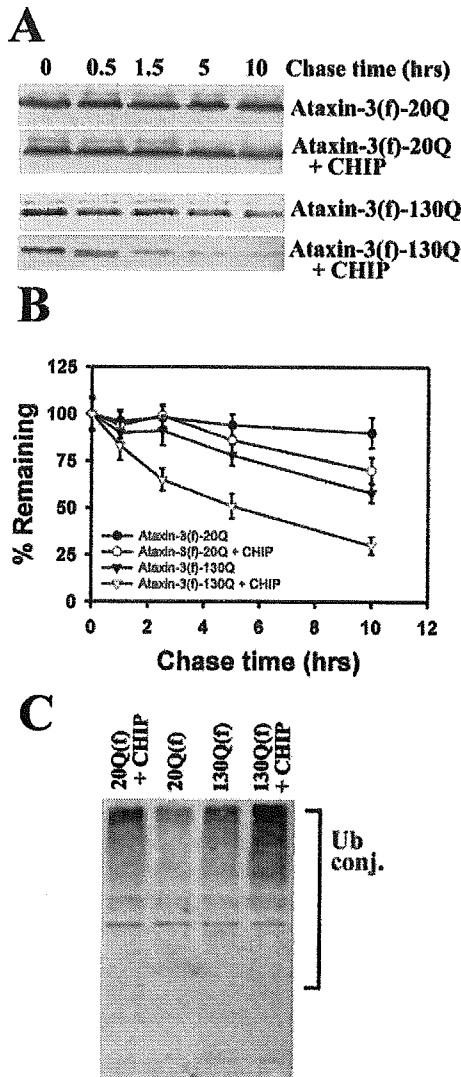 A
0 0.5 1.5 5 10 Chase time (hrs)
Ataxin-3(f)-20Q
Ataxin-3(f)-20Q
+ CHIP
Ataxin-3(f)-130Q
Ataxin-3(f)-130Q
+ CHIP
B
125
100
75
50
25
0
% Remaining
Ataxin-3(f)-20Q
Ataxin-3(f)-20Q + CHIP
Ataxin-3(f)-130Q
Ataxin-3(f)-130Q + CHIP
0 2 4 6 8 10 12
Chase time (hrs)
C
20Q(f)
+ CHIP
20Q(f)
130Q(f)
130Q(f)
+ CHIP
Ub
conj.